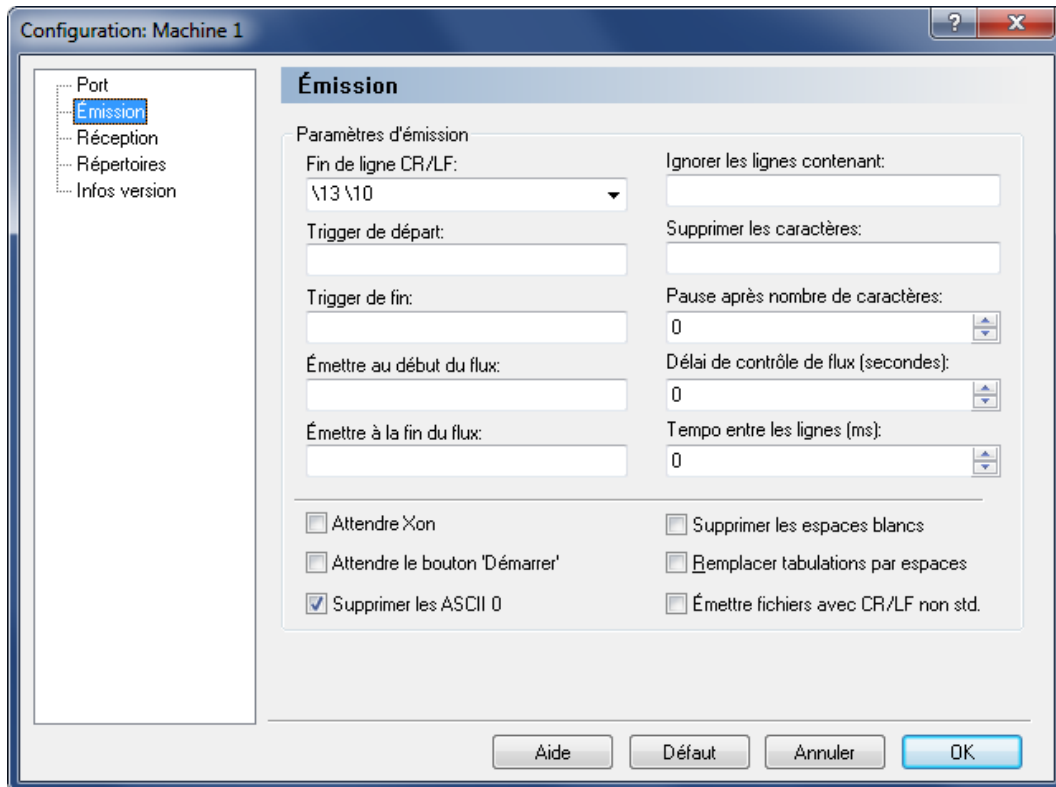 Configuration: Machine 1
?
X
Port
Émission
Réception
Répertoires
Infos version
Émission
Paramètres d'émission
Fin de ligne CR/LF:
\13 \10
Trigger de départ:
Trigger de fin:
Émettre au début du flux:
Émettre à la fin du flux:
Ignorer les lignes contenant:
Supprimer les caractères:
Pause après nombre de caractères:
0
Délai de contrôle de flux (secondes):
0
Tempo entre les lignes (ms):
0
Attendre Xon
Attendre le bouton 'Démarrer'
Supprimer les ASCII 0
Supprimer les espaces blancs
Remplacer tabulations par espaces
Émettre fichiers avec CR/LF non std.
Aide
Défaut
Annuler
OK